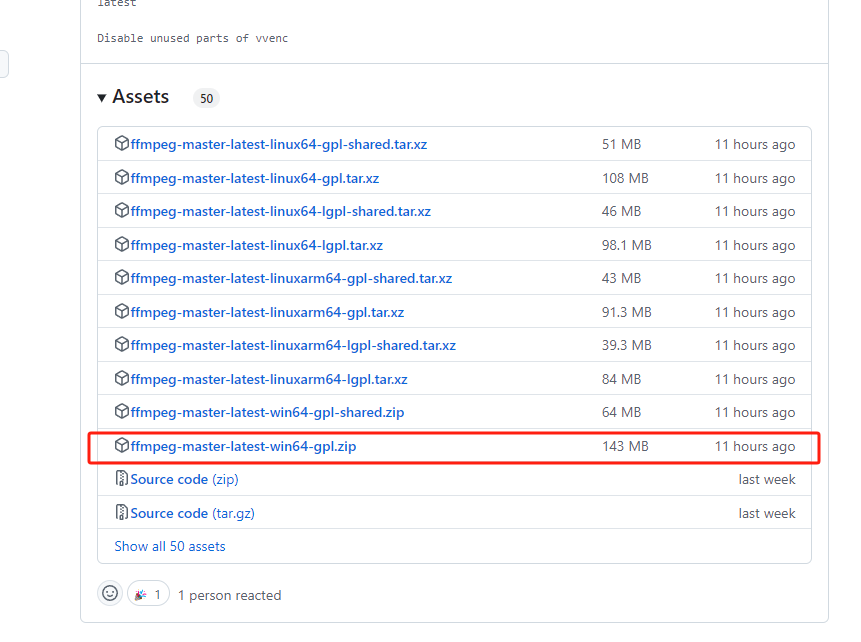 latest
Disable unused parts of vvenc
Assets 50
ffmpeg-master-latest-linux64-gpl-shared.tar.xz 51 MB 11 hours ago
ffmpeg-master-latest-linux64-gpl.tar.xz 108 MB 11 hours ago
ffmpeg-master-latest-linux64-lgpl-shared.tar.xz 46 MB 11 hours ago
ffmpeg-master-latest-linux64-lgpl.tar.xz 98.1 MB 11 hours ago
ffmpeg-master-latest-linuxarm64-gpl-shared.tar.xz 43 MB 11 hours ago
ffmpeg-master-latest-linuxarm64-gpl.tar.xz 91.3 MB 11 hours ago
ffmpeg-master-latest-linuxarm64-lgpl-shared.tar.xz 39.3 MB 11 hours ago
ffmpeg-master-latest-linuxarm64-lgpl.tar.xz 84 MB 11 hours ago
ffmpeg-master-latest-win64-gpl-shared.zip 64 MB 11 hours ago
ffmpeg-master-latest-win64-gpl.zip 143 MB 11 hours ago
Source code (zip) last week
Source code (tar.gz) last week
Show all 50 assets
1 1 person reacted